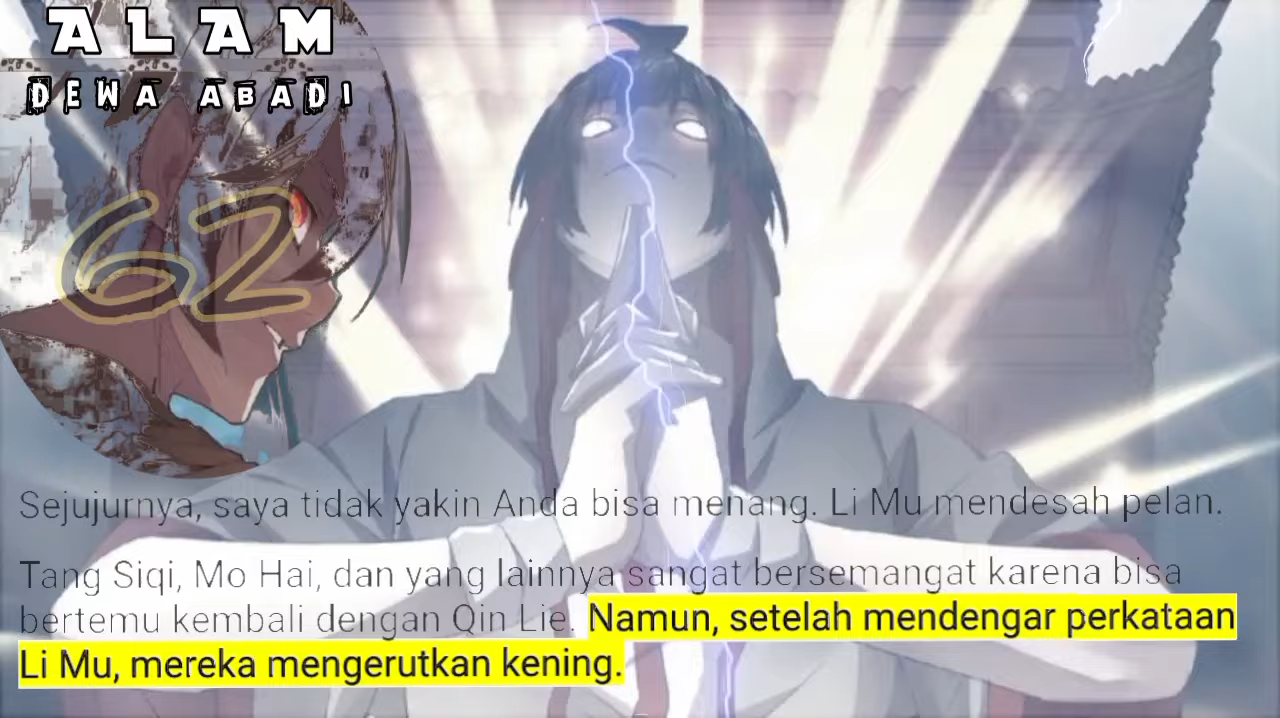 ALAM
DEWA ABADI
62
Sejujurnya, saya tidak yakin Anda bisa menang. Li Mu mendesah pelan.
Tang Siqi, Mo Hai, dan yang lainnya sangat bersemangat karena bisa
bertemu kembali dengan Qin Lie. Namun, setelah mendengar perkataan
Li Mu, mereka mengerutkan kening.